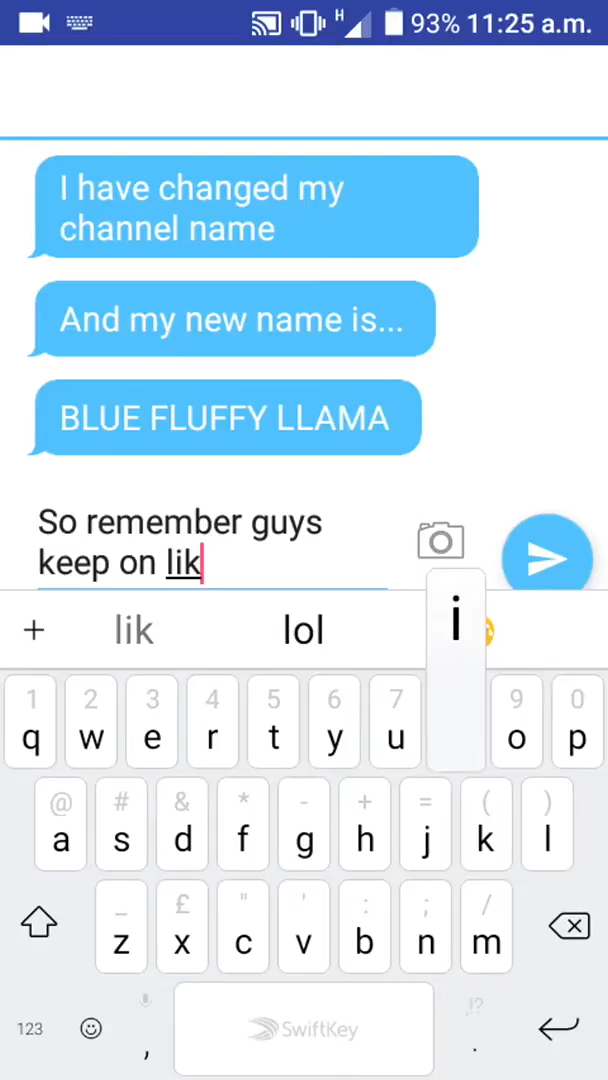 H 93% 11:25 a.m.
I have changed my
channel name
And my new name is...
BLUE FLUFFY LLAMA
So remember guys
keep on lik
+ lik lol
i
1 2 3 4 5 6 7 9 0
q w e r t y u o p
@ # & * - + = ( )
a s d f g h j k l
_ £ " ' : ; /
z x c v b n m
123 , SwiftKey ,!? .